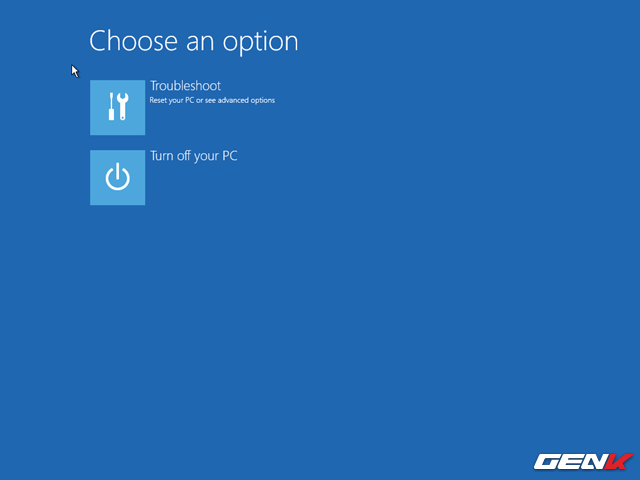 Choose an option
Troubleshoot
Reset your PC or see advanced options
Turn off your PC
GENK